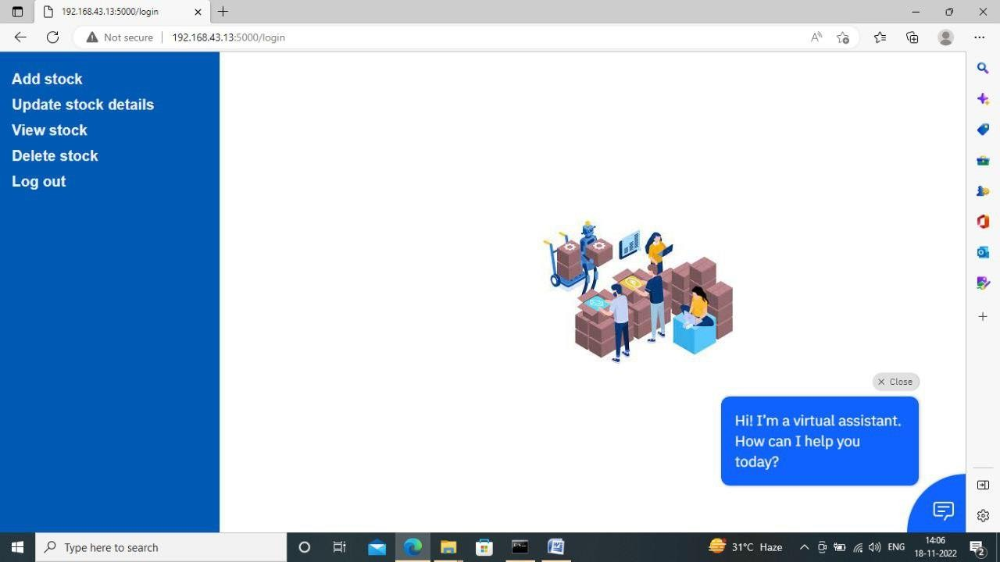 192.168.43.13:5000/login
Not secure
192.168.43.13:5000/login
Add stock
Update stock details
View stock
Delete stock
Log out
Close
Hi! I'm a virtual assistant.
How can I help you
today?
Type here to search
31°C Haze
ENG
14:06
18-11-2022
2